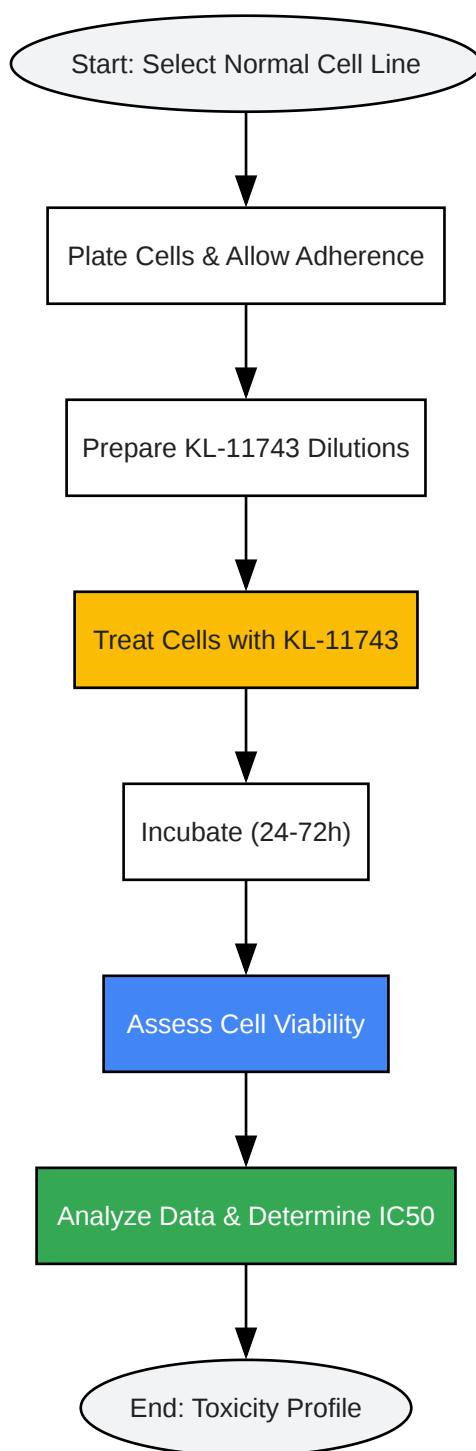 Start: Select Normal Cell Line
Plate Cells & Allow Adherence
Prepare KL-11743 Dilutions
Treat Cells with KL-11743
Incubate (24-72h)
Assess Cell Viability
Analyze Data & Determine IC50
End: Toxicity Profile